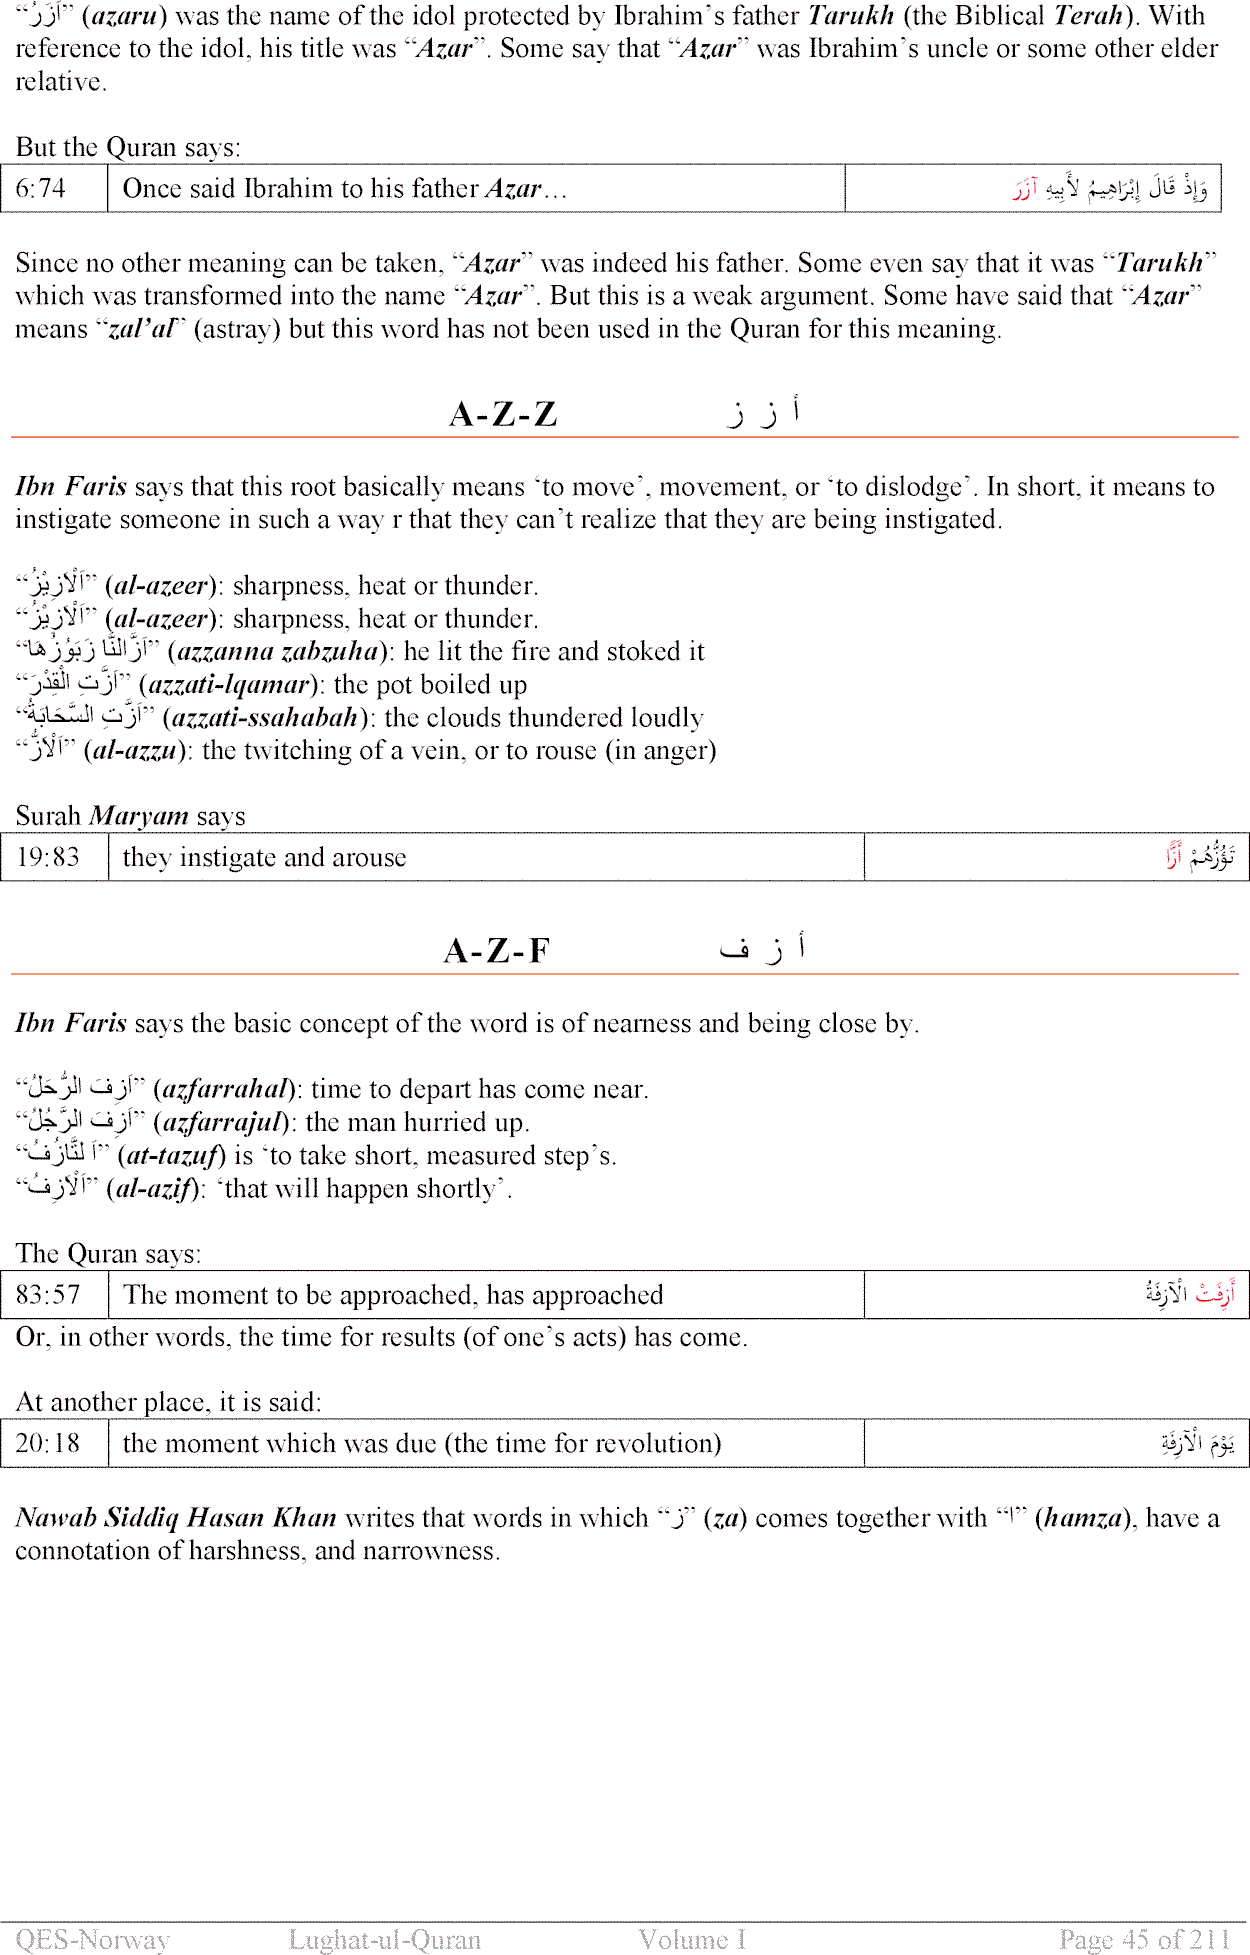 “اَزَرُ” (azaru) was the name of the idol protected by Ibrahim’s father Tarukh (the Biblical Terah). With
reference to the idol, his title was “Azar”. Some say that “Azar” was Ibrahim’s uncle or some other elder
relative.
But the Quran says:
6:74 Once said Ibrahim to his father Azar… وَإِذْ قَالَ إِبْرَاهِيمُ لأَبِيهِ آزَرَ
Since no other meaning can be taken, “Azar” was indeed his father. Some even say that it was “Tarukh”
which was transformed into the name “Azar”. But this is a weak argument. Some have said that “Azar”
means “zal’al” (astray) but this word has not been used in the Quran for this meaning.
A-Z-Z أ ز ز
Ibn Faris says that this root basically means ‘to move’, movement, or ‘to dislodge’. In short, it means to
instigate someone in such a way r that they can’t realize that they are being instigated.
“اَلْاَزِيْزُ” (al-azeer): sharpness, heat or thunder.
“اَلْاَزِيْزُ” (al-azeer): sharpness, heat or thunder.
“اَزَّالنَّا زَبَوْزُهَا” (azzanna zabzuha): he lit the fire and stoked it
“اَزَّتِ الْقِدْرَ” (azzati-lqamar): the pot boiled up
“اَزَّتِ السَّحَابَةُ” (azzati-ssahabah): the clouds thundered loudly
“اَلْاَزُّ” (al-azzu): the twitching of a vein, or to rouse (in anger)
Surah Maryam says
19:83 they instigate and arouse تَؤُزُّهُمْ أَزًّا
A-Z-F أ ز ف
Ibn Faris says the basic concept of the word is of nearness and being close by.
“اَزِفَ الرُّحَلُ” (azfarrahal): time to depart has come near.
“اَزِفَ الرَّجُلُ” (azfarrajul): the man hurried up.
“اَ لتَّازُفُ” (at-tazuf) is ‘to take short, measured step’s.
“اَلْاَزِفُ” (al-azif): ‘that will happen shortly’.
The Quran says:
83:57 The moment to be approached, has approached أَزِفَتْ الْآزِفَةُ
Or, in other words, the time for results (of one’s acts) has come.
At another place, it is said:
20:18 the moment which was due (the time for revolution) يَوْمَ الْآزِفَةِ
Nawab Siddiq Hasan Khan writes that words in which “ز” (za) comes together with “ا” (hamza), have a
connotation of harshness, and narrowness.
QES-Norway Lughat-ul-Quran Volume I Page 45 of 211